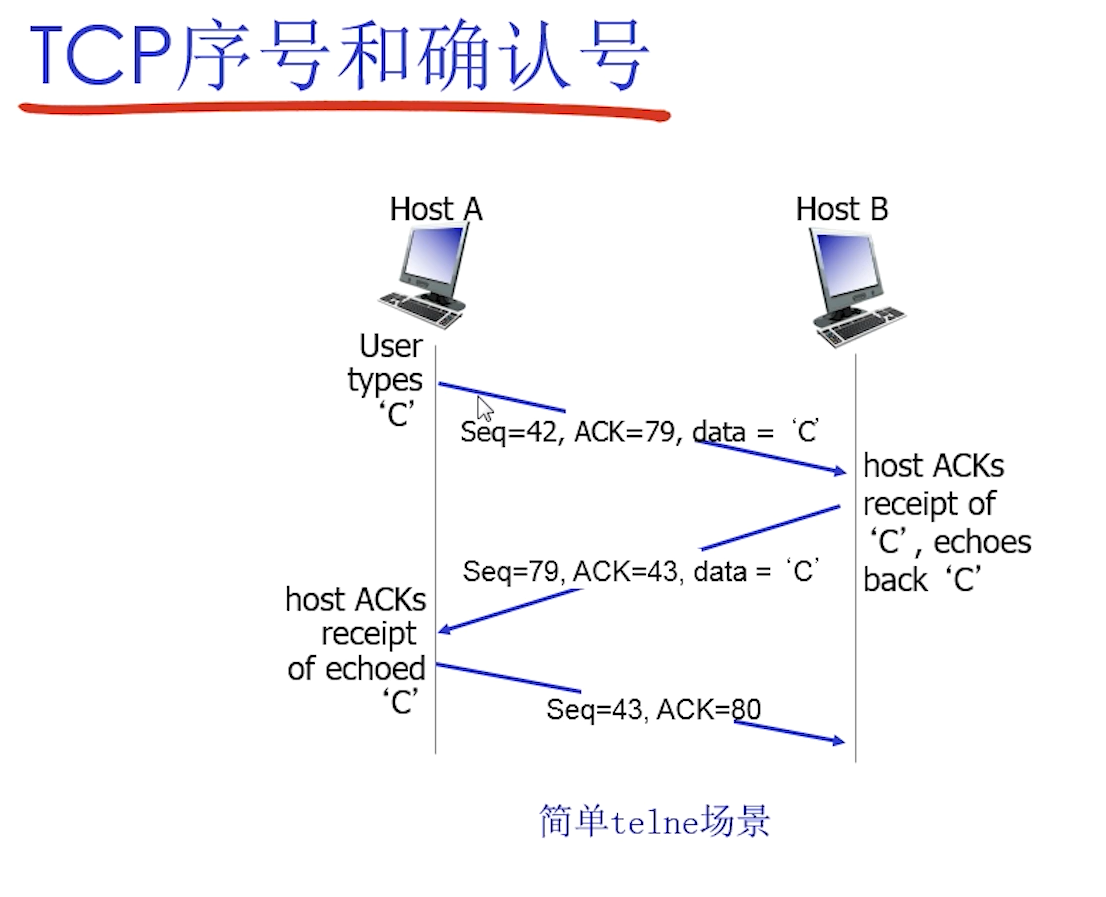 TCP序号和确认号
Host A
Host B
User
types
‘C’
Seq=42, ACK=79, data = ‘C’
host ACKs
receipt of
‘C’, echoes
back ‘C’
Seq=79, ACK=43, data = ‘C’
host ACKs
receipt
of echoed
‘C’
Seq=43, ACK=80
简单telne场景